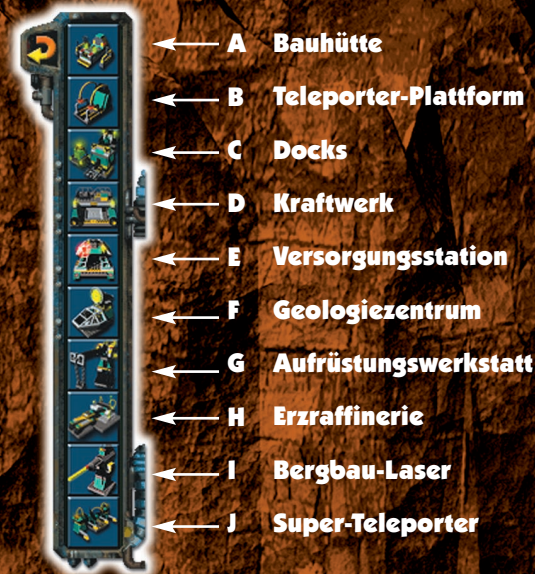 A Bauhütte
B Teleporter-Plattform
C Docks
D Kraftwerk
E Versorgungsstation
F Geologiezentrum
G Aufrüstungswerkstatt
H Erzraffinerie
I Bergbau-Laser
J Super-Teleporter